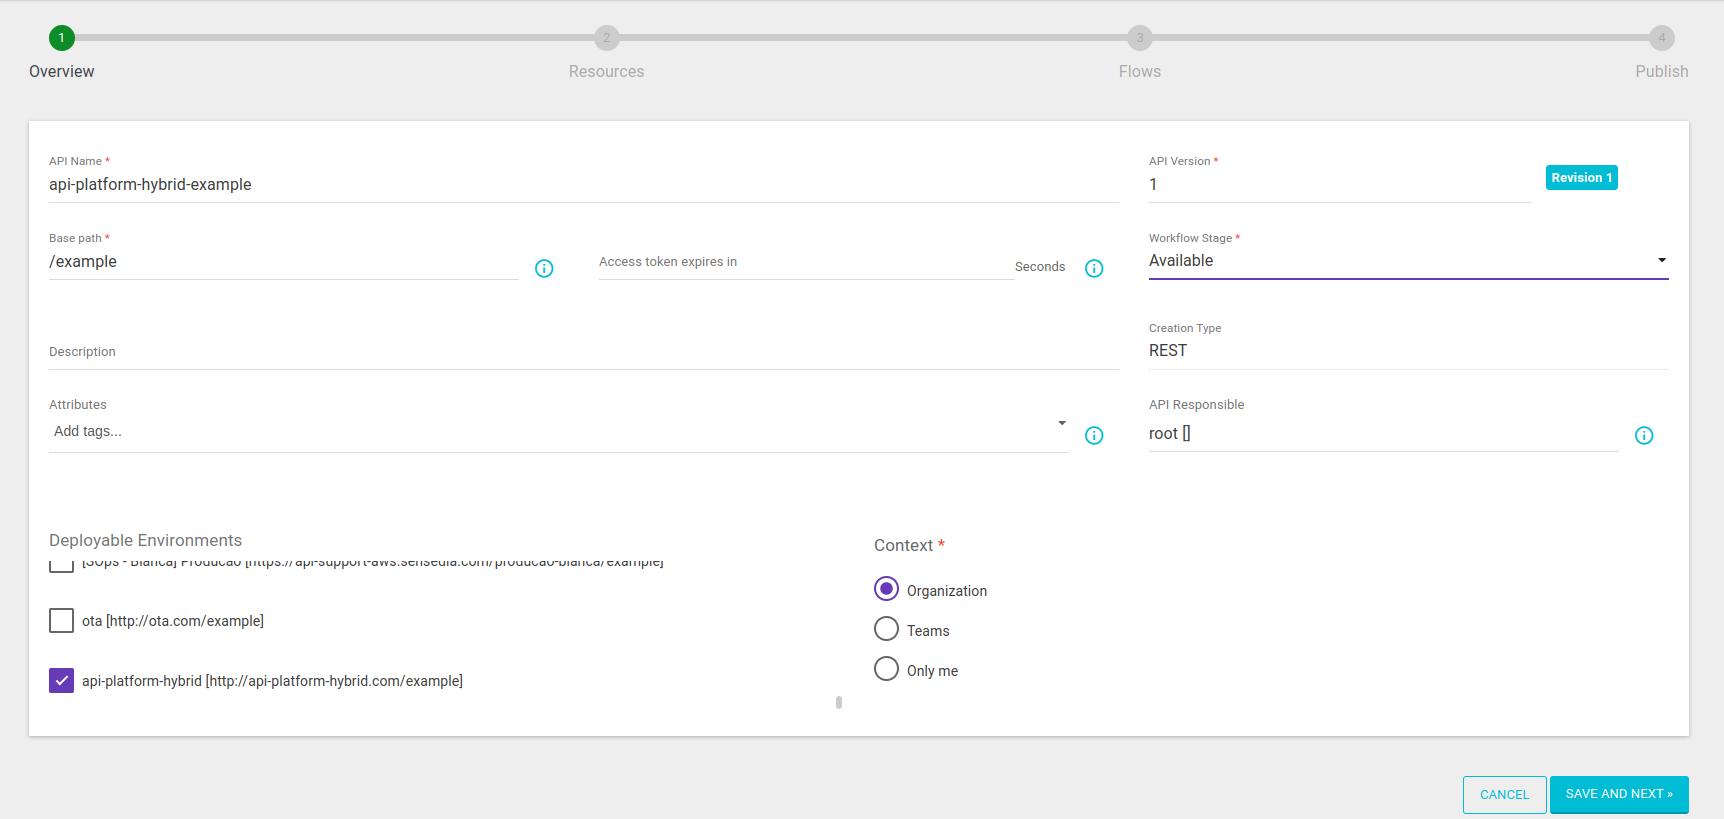 1 2 3 4
Overview Resources Flows Publish
API Name * API Version *
api-platform-hybrid-example 1 Revision 1
Base path * Workflow Stage *
/example Access token expires in Seconds Available
Creation Type
Description REST
Attributes API Responsible
Add tags... root []
Deployable Environments Context *
[SOps - Bianca] Producao [https://api-support-aws.sensedia.com/producao-bianca/example]
Organization
ota [http://ota.com/example] Teams
api-platform-hybrid [http://api-platform-hybrid.com/example] Only me
CANCEL SAVE AND NEXT »